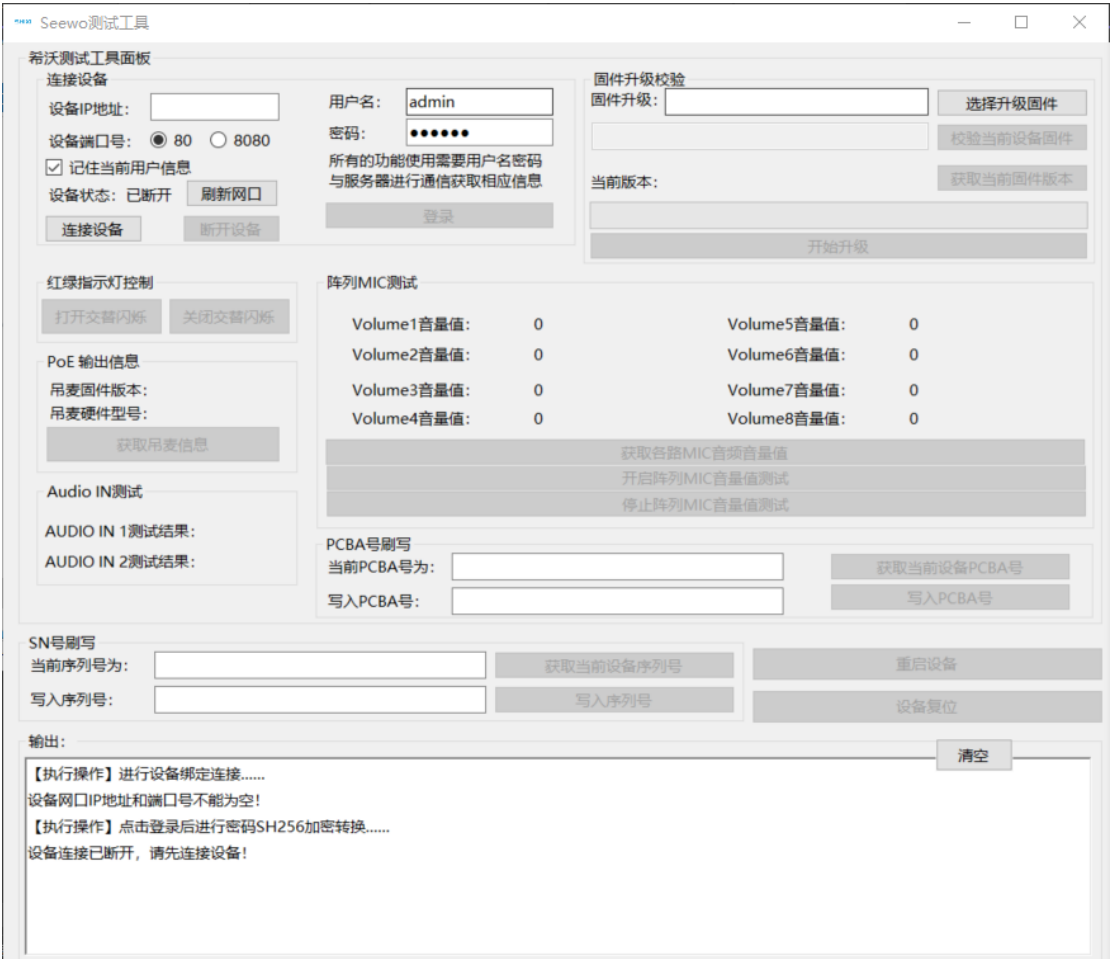 Seewo测试工具
希沃测试工具面板
连接设备
设备IP地址：
设备端口号： 80 8080
记住当前用户信息
设备状态：已断开 刷新网口
连接设备 断开设备
用户名： admin
密码： ●●●●●●
所有的功能使用需要用户名密码
与服务器进行通信获取相应信息
登录
固件升级校验
固件升级： 选择升级固件
校验当前设备固件
当前版本： 获取当前固件版本
开始升级
红绿指示灯控制
打开交替闪烁 关闭交替闪烁
PoE 输出信息
吊麦固件版本：
吊麦硬件型号：
获取吊麦信息
Audio IN测试
AUDIO IN 1测试结果：
AUDIO IN 2测试结果：
阵列MIC测试
Volume1音量值： 0 Volume5音量值： 0
Volume2音量值： 0 Volume6音量值： 0
Volume3音量值： 0 Volume7音量值： 0
Volume4音量值： 0 Volume8音量值： 0
获取各路MIC音频音量值
开启阵列MIC音量值测试
停止阵列MIC音量值测试
PCBA号刷写
当前PCBA号为： 获取当前设备PCBA号
写入PCBA号： 写入PCBA号
SN号刷写
当前序列号为： 获取当前设备序列号
写入序列号： 写入序列号
重启设备
设备复位
输出：
清空
【执行操作】进行设备绑定连接......
设备网口IP地址和端口号不能为空！
【执行操作】点击登录后进行密码SH256加密转换......
设备连接已断开，请先连接设备！